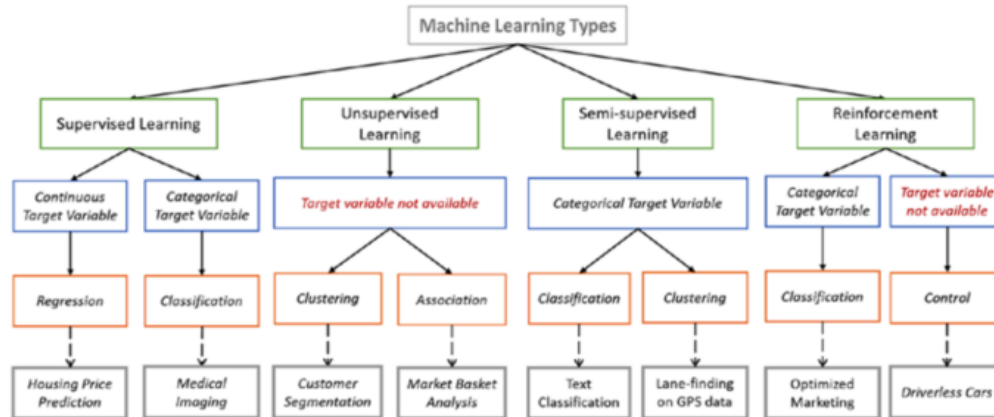 Machine Learning Types
Supervised Learning
Unsupervised
Learning
Semi-supervised
Learning
Reinforcement
Learning
Continuous
Target Variable
Categorical
Target Variable
Target variable not available
Categorical Target Variable
Categorical
Target Variable
Target variable
not available
Regression
Classification
Clustering
Association
Classification
Clustering
Classification
Control
Housing Price
Prediction
Medical
Imaging
Customer
Segmentation
Market Basket
Analysis
Text
Classification
Lane-finding
on GPS data
Optimized
Marketing
Driverless Cars